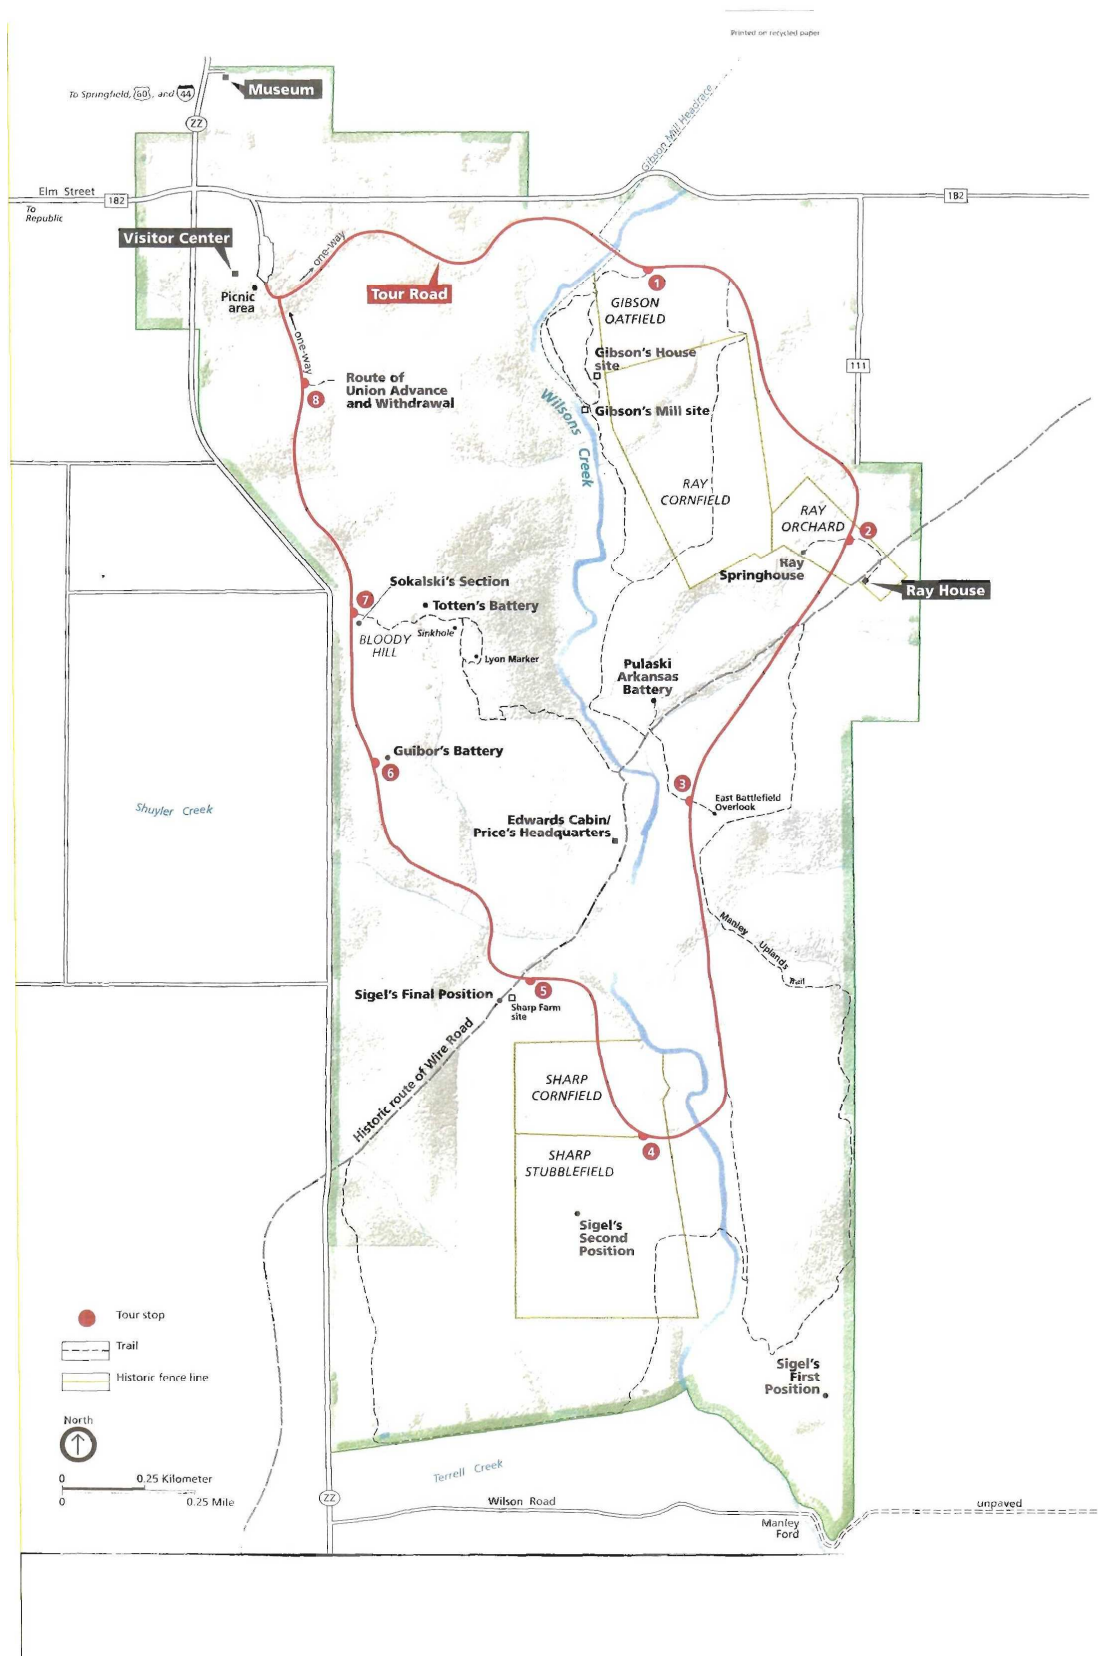 Printed on recycled paper
To Springfield, 60, and 44
Museum
ZZ
Gibson Mill Headrace
Elm Street
182
182
To
Republic
Visitor Center
one-way
Picnic
area
Tour Road
1
GIBSON
OATFIELD
one-way
Gibson's House
site
111
Route of
Union Advance
and Withdrawal
8
Wilsons Creek
Gibson's Mill site
RAY
CORNFIELD
RAY
ORCHARD
2
Ray
Springhouse
Ray House
Sokalski's Section
7
Totten's Battery
BLOODY
HILL
Sinkhole
Lyon Marker
Pulaski
Arkansas
Battery
Guibor's Battery
6
3
East Battlefield
Overlook
Shuyler Creek
Edwards Cabin/
Price's Headquarters
Manley Uplands Trail
Sigel's Final Position
5
Sharp Farm
site
Historic route of Wire Road
SHARP
CORNFIELD
4
SHARP
STUBBLEFIELD
Sigel's
Second
Position
Tour stop
Trail
Historic fence line
Sigel's
First
Position
North
0 0.25 Kilometer
0 0.25 Mile
Terrell Creek
ZZ
Wilson Road
unpaved
Manley
Ford